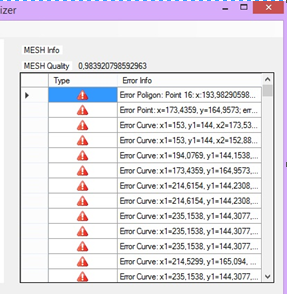 izer
MESH Info
MESH Quality 0,983920798592963
Type Error Info
Error Poligon: Point 16: x:193,98290598...
Error Point: x=173,4359, y=164,9573; err...
Error Curve: x1=153, y1=144, x2=173,53...
Error Curve: x1=153, y1=144, x2=152,88...
Error Curve: x1=194,0769, y1=144,1538,...
Error Curve: x1=173,4359, y1=164,9573,...
Error Curve: x1=214,6154, y1=144,2308,...
Error Curve: x1=214,6154, y1=144,2308,...
Error Curve: x1=235,1538, y1=144,3077,...
Error Curve: x1=235,1538, y1=144,3077,...
Error Curve: x1=235,1538, y1=144,3077,...
Error Curve: x1=214,5299, y1=165,094, ...
Error Curve: x1=235,1538, y1=144,3077,...